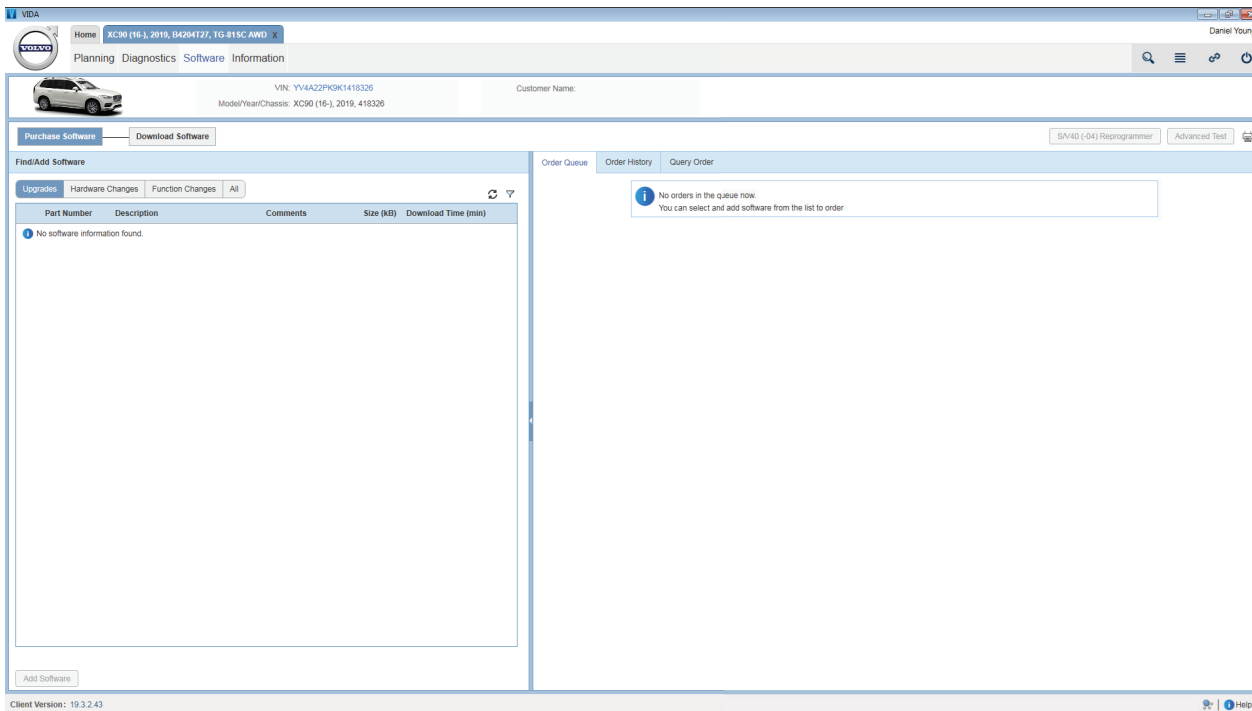 VIDA
Home XC90 (16-), 2019, B4204T27, TG-81SC AWD X
Daniel Youn
VOLVO
Planning Diagnostics Software Information
VIN: YV4A22PK9K1418326
Customer Name:
Model/Year/Chassis: XC90 (16-), 2019, 418326
Purchase Software Download Software
S/V40 (-04) Reprogrammer Advanced Test
Find/Add Software
Order Queue Order History Query Order
Upgrades Hardware Changes Function Changes All
No orders in the queue now.
You can select and add software from the list to order
Part Number Description Comments Size (kB) Download Time (min)
No software information found.
Add Software
Client Version: 19.3.2.43
Help